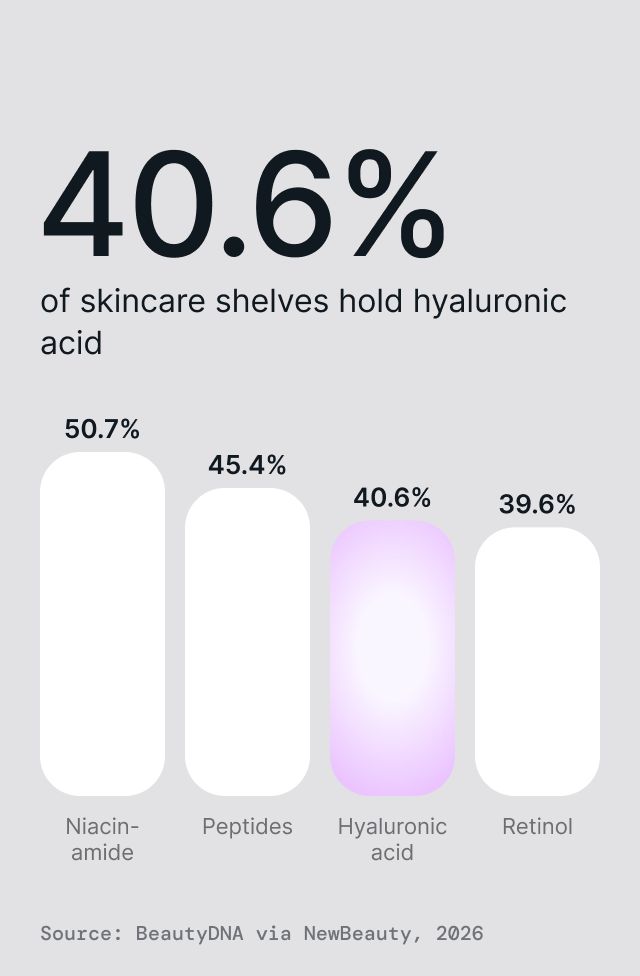 40.6%
of skincare shelves hold hyaluronic
acid
50.7%
45.4%
40.6%
39.6%
Niacin-
amide
Peptides
Hyaluronic
acid
Retinol
Source: BeautyDNA via NewBeauty, 2026